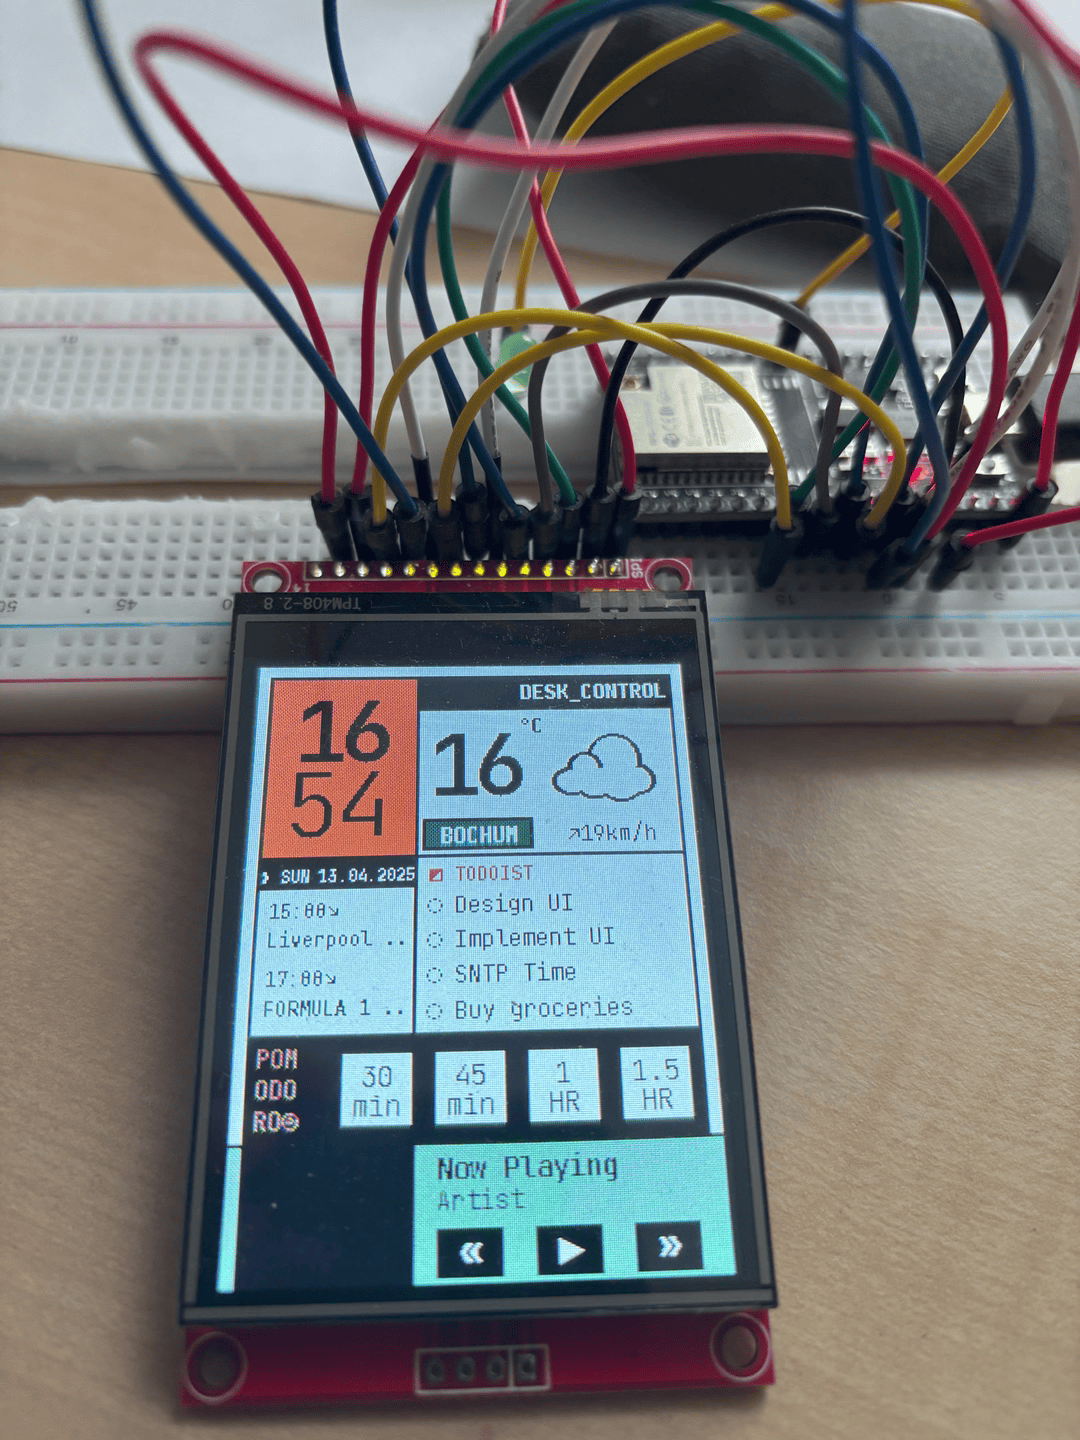 TPM408-2.8
16
54
DESK_CONTROL
16
°C
BOCHUM
↗19km/h
SUN 13.04.2025
15:00↘
Liverpool ..
17:00↘
FORMULA 1 ..
TODOIST
Design UI
Implement UI
SNTP Time
Buy groceries
POM
ODO
RO
30
min
45
min
1
HR
1.5
HR
Now Playing
Artist